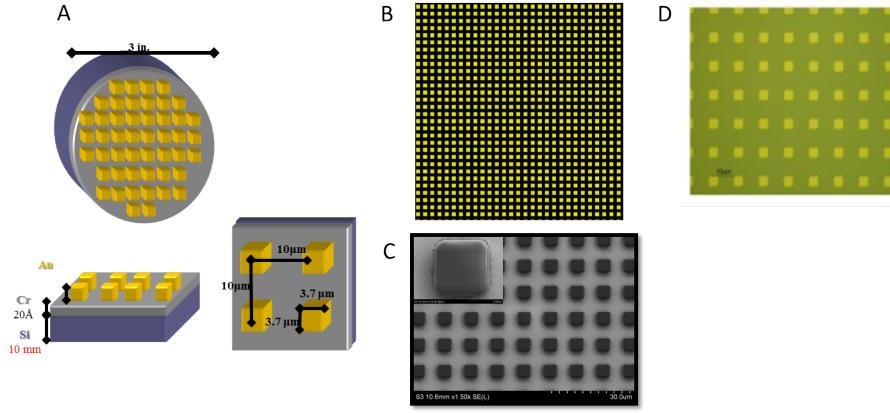 A
3 in.
Au
Cr
20Å
Si
10 mm
10µm
10µm
3.7 µm
3.7 µm
B
C
S3 10.6mm x1.50k SE(L)
30.0um
D
10µm